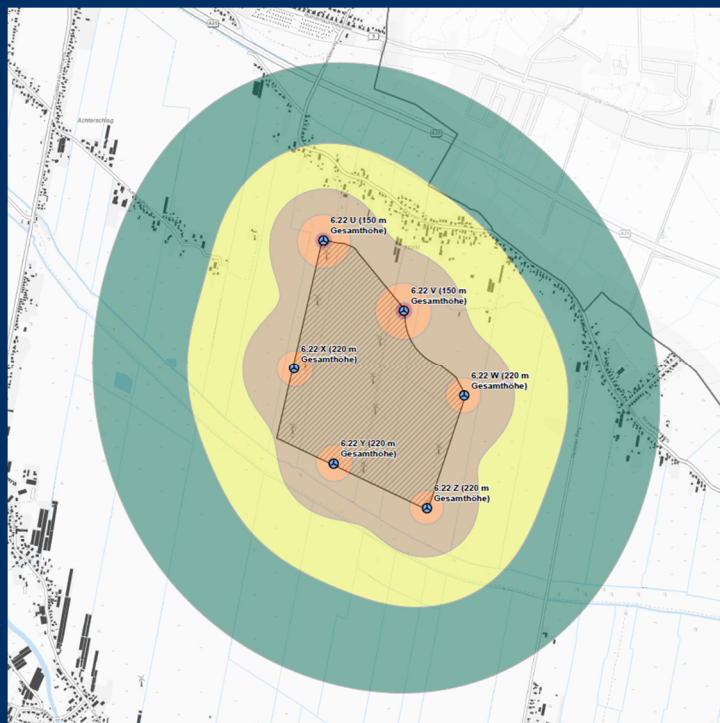 Achterschlag
6.22 U (150 m
Gesamthöhe)
6.22 V (150 m
Gesamthöhe)
6.22 X (220 m
Gesamthöhe)
6.22 W (220 m
Gesamthöhe)
6.22 Y (220 m
Gesamthöhe)
6.22 Z (220 m
Gesamthöhe)